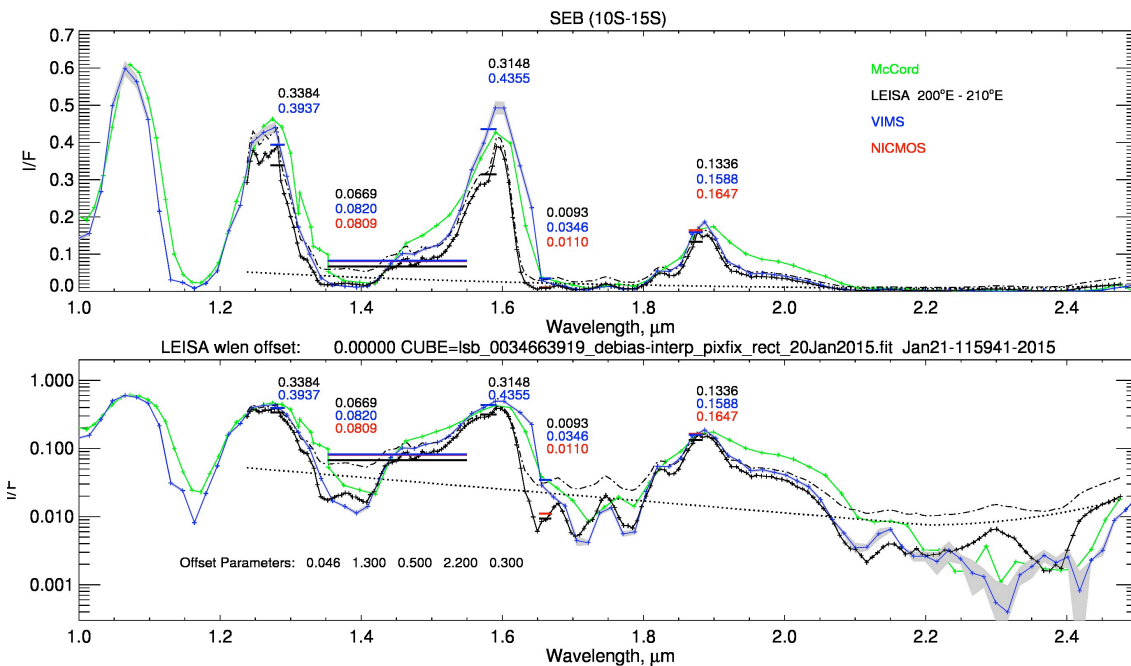 SEB (10S-15S)
0.7
0.6
0.5
0.4
0.3
0.2
0.1
0.0
I/F
0.3384
0.3937
0.0669
0.0820
0.0809
0.3148
0.4355
0.0093
0.0346
0.0110
0.1336
0.1588
0.1647
McCord
LEISA 200°E - 210°E
VIMS
NICMOS
1.0 1.2 1.4 1.6 1.8 2.0 2.2 2.4
Wavelength, μm
LEISA wlen offset: 0.00000 CUBE=lsb_0034663919_debias-interp_pixfix_rect_20Jan2015.fit Jan21-115941-2015
1.000
0.100
0.010
0.001
I/F
0.3384
0.3937
0.0669
0.0820
0.0809
0.3148
0.4355
0.0093
0.0346
0.0110
0.1336
0.1588
0.1647
Offset Parameters: 0.046 1.300 0.500 2.200 0.300
1.0 1.2 1.4 1.6 1.8 2.0 2.2 2.4
Wavelength, μm